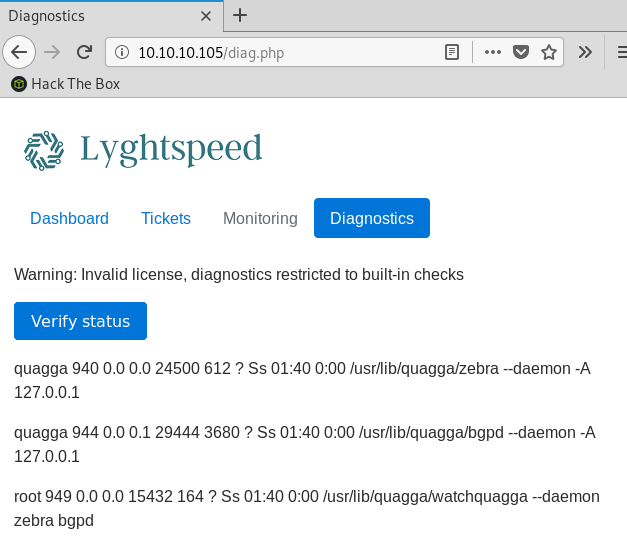 Diagnostics
10.10.10.105/diag.php
Hack The Box
Lyghtspeed
Dashboard Tickets Monitoring Diagnostics
Warning: Invalid license, diagnostics restricted to built-in checks
Verify status
quagga 940 0.0 0.0 24500 612 ? Ss 01:40 0:00 /usr/lib/quagga/zebra --daemon -A
127.0.0.1
quagga 944 0.0 0.1 29444 3680 ? Ss 01:40 0:00 /usr/lib/quagga/bgpd --daemon -A
127.0.0.1
root 949 0.0 0.0 15432 164 ? Ss 01:40 0:00 /usr/lib/quagga/watchquagga --daemon
zebra bgpd